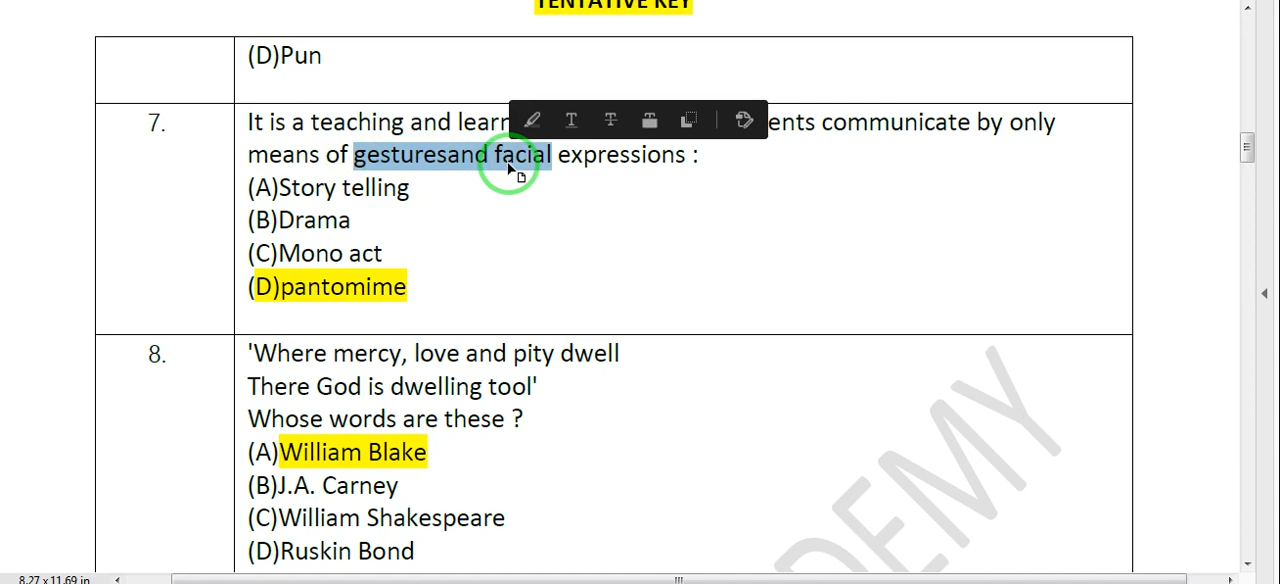 TENTATIVE KEY
(D)Pun
7.
It is a teaching and learn ents communicate by only
means of gesturesand facial expressions :
(A)Story telling
(B)Drama
(C)Mono act
(D)pantomime
8.
'Where mercy, love and pity dwell
There God is dwelling tool'
Whose words are these ?
(A)William Blake
(B)J.A. Carney
(C)William Shakespeare
(D)Ruskin Bond
DEMY
8.27 x 11.69 in